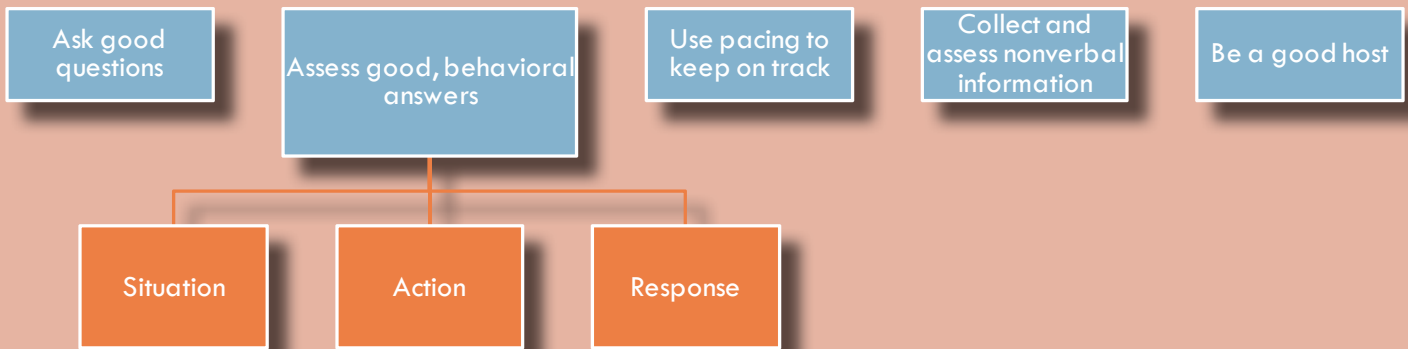 Ask good
questions
Assess good, behavioral
answers
Use pacing to
keep on track
Collect and
assess nonverbal
information
Be a good host
Situation
Action
Response